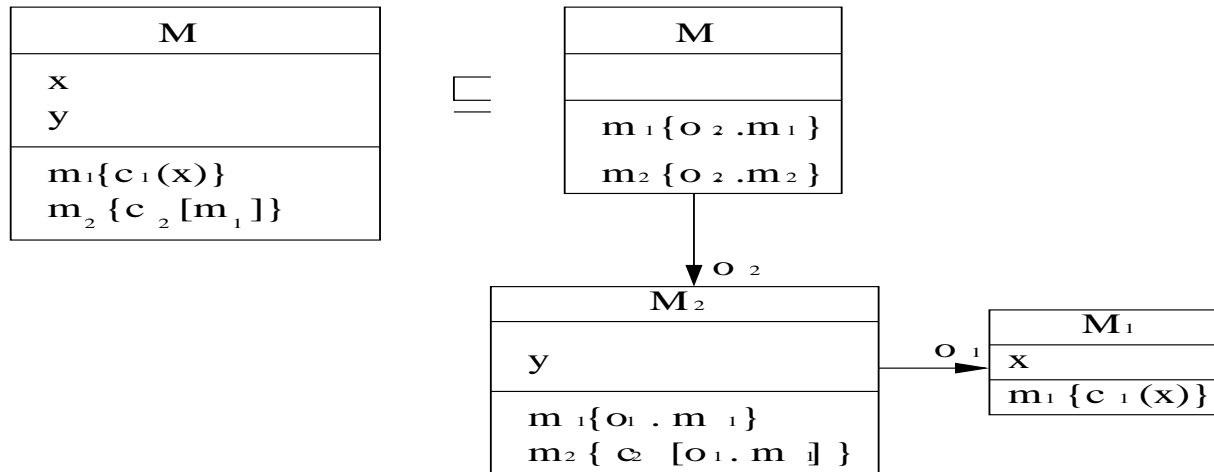 M
x
y
m₁{c₁(x)}
m₂{c₂[m₁]}
⊑
M
m₁{o₂.m₁}
m₂{o₂.m₂}
o₂
M₂
y
m₁{o₁.m₁}
m₂{c₂[o₁.m₁]}
o₁
M₁
x
m₁{c₁(x)}